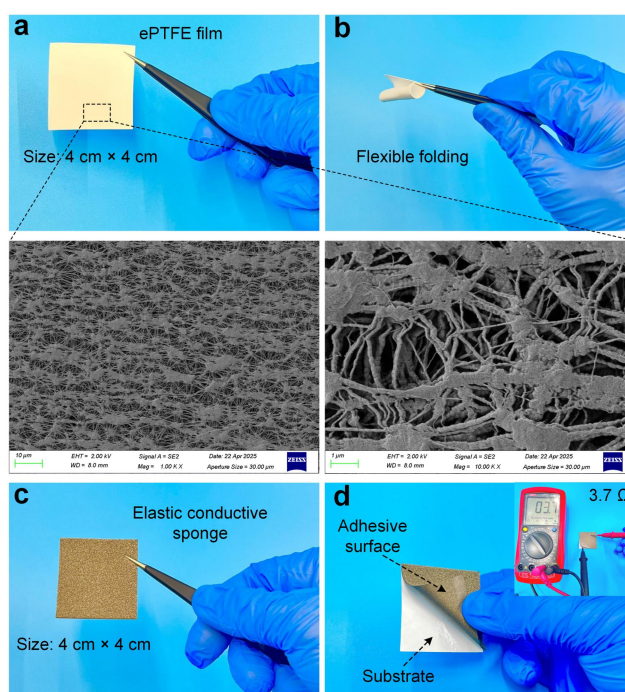 a
ePTFE film
Size: 4 cm × 4 cm
b
Flexible folding
10 µm
EHT = 2.00 kV
Signal A = SE2
Date: 22 Apr 2025
WD = 8.0 mm
Mag = 1.00 K X
Aperture Size = 30.00 µm
ZEISS
1 µm
EHT = 2.00 kV
Signal A = SE2
Date: 22 Apr 2025
WD = 8.0 mm
Mag = 10.00 K X
Aperture Size = 30.00 µm
ZEISS
c
Elastic conductive
sponge
Size: 4 cm × 4 cm
d
3.7 Ω
03.7
Adhesive
surface
Substrate